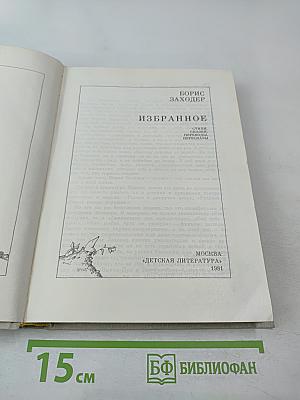 БОРИС
ЗАХОДЕР
ИЗБРАННОЕ
СТИХИ,
СКАЗКИ,
ПЕРЕВОДЫ,
ПЕРЕСКАЗЫ
МОСКВА
«ДЕТСКАЯ ЛИТЕРАТУРА»
1981
15 см
БФ БИБЛИОФАН